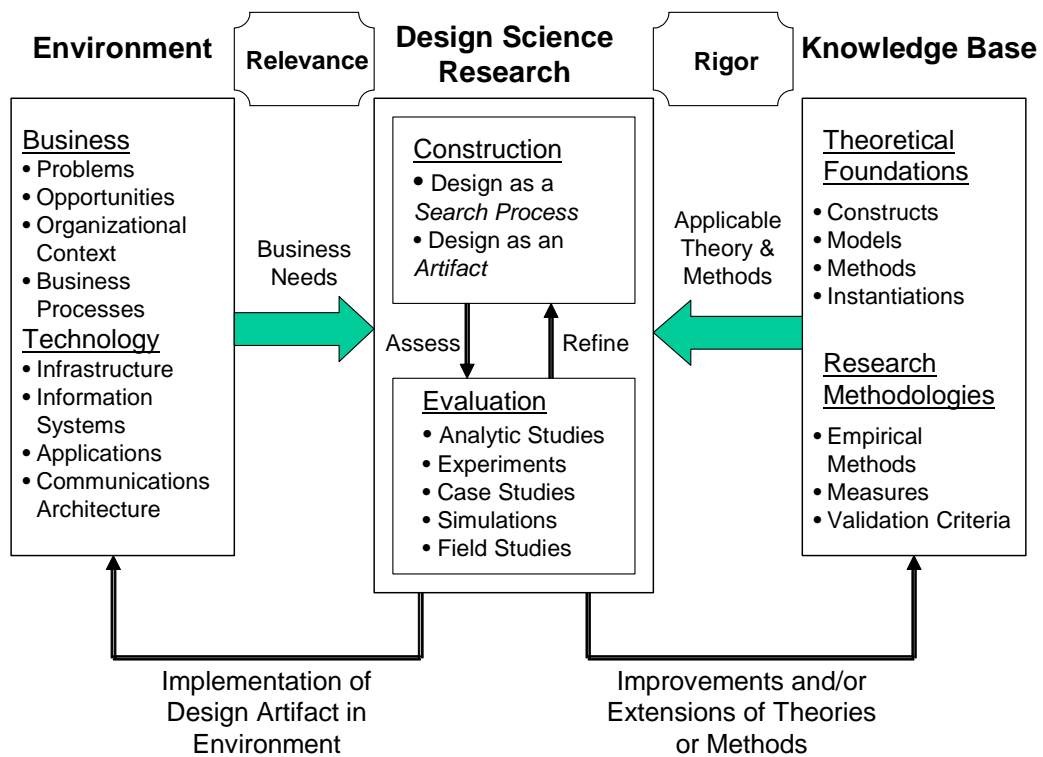 Environment
Relevance
Design Science
Research
Rigor
Knowledge Base
Business
• Problems
• Opportunities
• Organizational
Context
• Business
Processes
Technology
• Infrastructure
• Information
Systems
• Applications
• Communications
Architecture
Business
Needs
Construction
• Design as a
Search Process
• Design as an
Artifact
Assess
Refine
Evaluation
• Analytic Studies
• Experiments
• Case Studies
• Simulations
• Field Studies
Applicable
Theory &
Methods
Theoretical
Foundations
• Constructs
• Models
• Methods
• Instantiations
Research
Methodologies
• Empirical
Methods
• Measures
• Validation Criteria
Implementation of
Design Artifact in
Environment
Improvements and/or
Extensions of Theories
or Methods